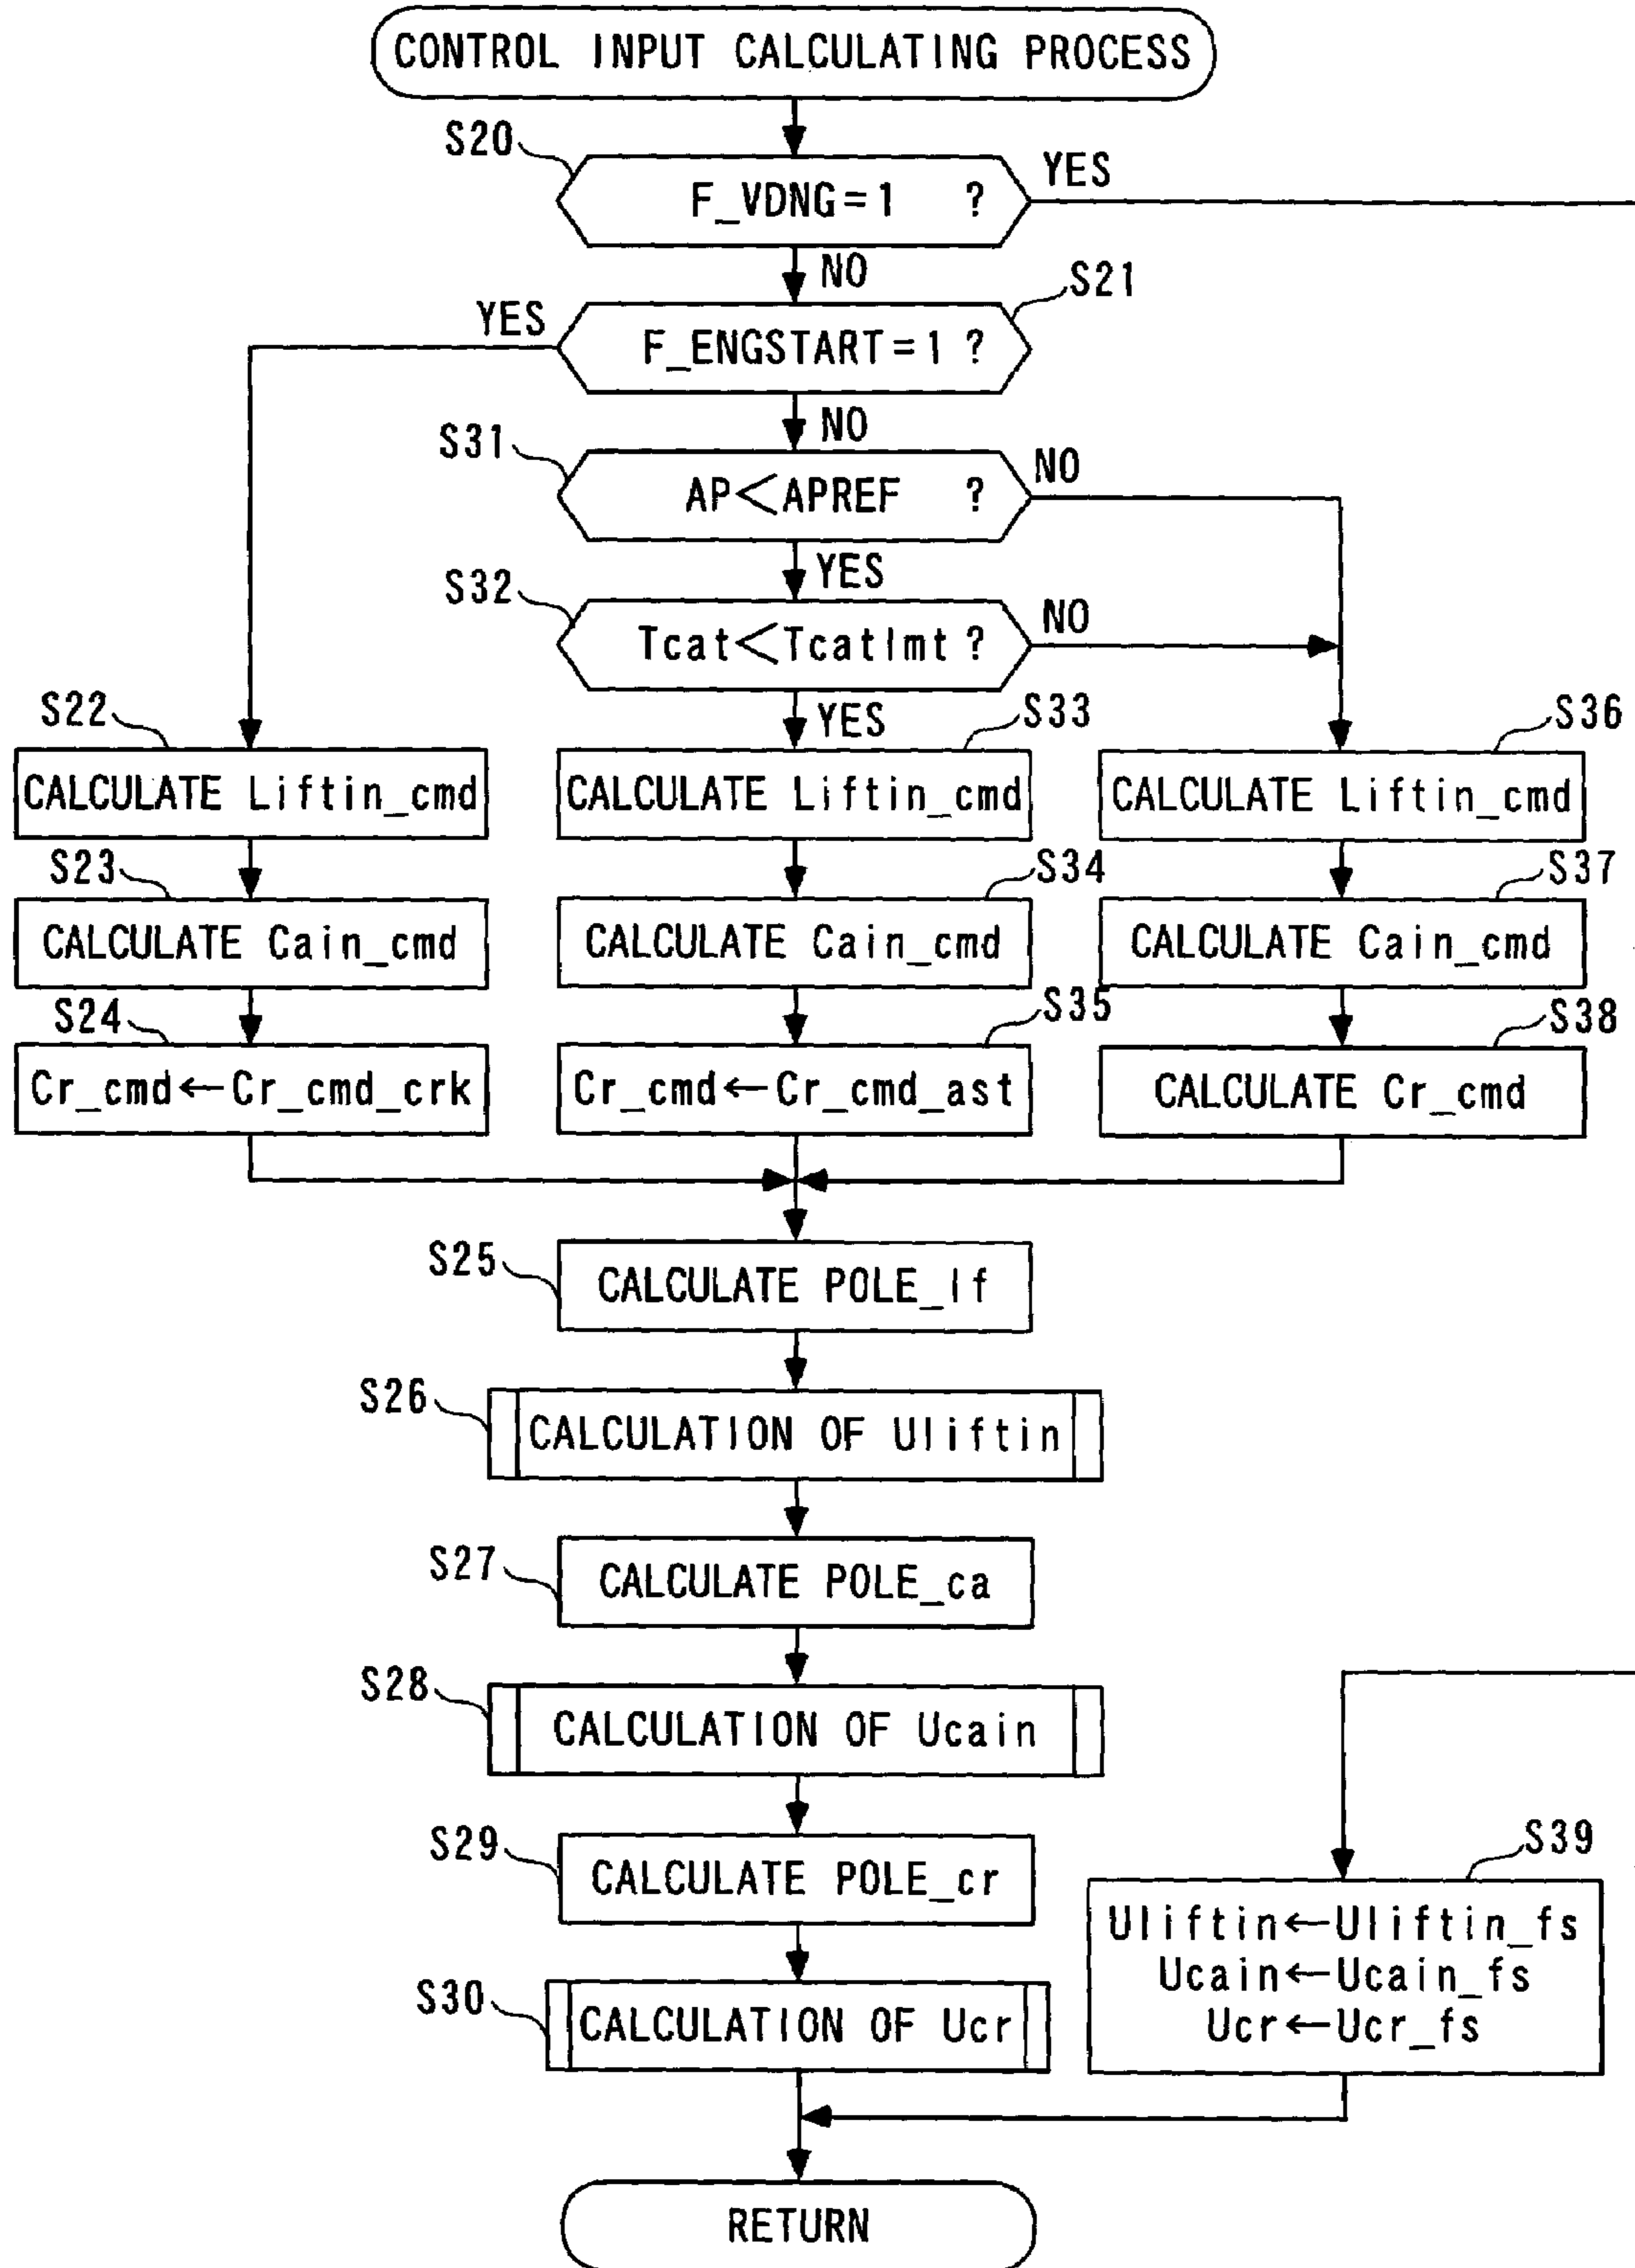 CONTROL INPUT CALCULATING PROCESS
S20
F_VDNG=1 ?
YES
NO
S21
YES
F_ENGSTART=1 ?
NO
S31
AP<APREF ?
NO
YES
S32
Tcat<Tcatlmt ?
NO
YES
S22
CALCULATE Liftin_cmd
S33
CALCULATE Liftin_cmd
S36
CALCULATE Liftin_cmd
S23
CALCULATE Cain_cmd
S34
CALCULATE Cain_cmd
S37
CALCULATE Cain_cmd
S24
Cr_cmd←Cr_cmd_crk
S35
Cr_cmd←Cr_cmd_ast
S38
CALCULATE Cr_cmd
S25
CALCULATE POLE_lf
S26
CALCULATION OF Uliftin
S27
CALCULATE POLE_ca
S28
CALCULATION OF Ucain
S29
CALCULATE POLE_cr
S39
Uliftin←Uliftin_fs
Ucain←Ucain_fs
Ucr←Ucr_fs
S30
CALCULATION OF Ucr
RETURN